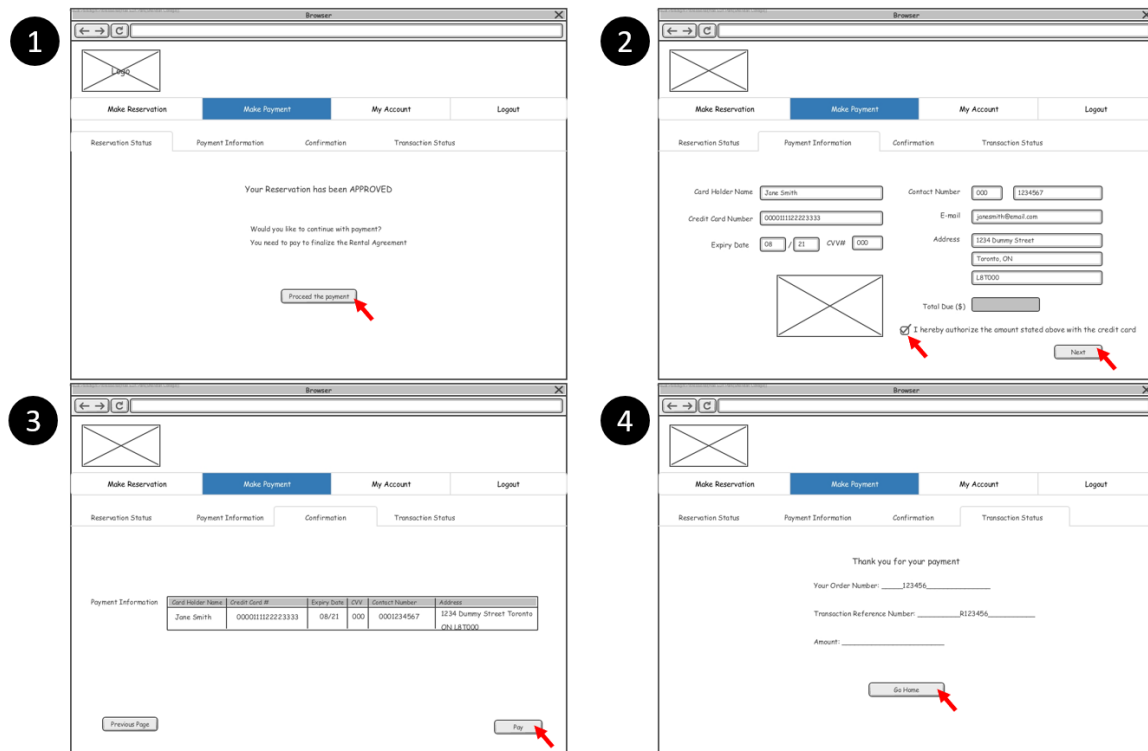 1
Browser
Logo
Make Reservation Make Payment My Account Logout
Reservation Status Payment Information Confirmation Transaction Status
Your Reservation has been APPROVED
Would you like to continue with payment?
You need to pay to finalize the Rental Agreement
Proceed the payment
2
Browser
Make Reservation Make Payment My Account Logout
Reservation Status Payment Information Confirmation Transaction Status
Card Holder Name Jane Smith Contact Number 000 1234567
Credit Card Number 0000111122223333 E-mail janesmith@email.com
Expiry Date 08 / 21 CVV# 000 Address 1234 Dummy Street
Toronto, ON
L8T000
Total Due ($)
I hereby authorize the amount stated above with the credit card
Next
3
Browser
Make Reservation Make Payment My Account Logout
Reservation Status Payment Information Confirmation Transaction Status
Payment Information Card Holder Name Credit Card # Expiry Date CVV Contact Number Address
Jane Smith 0000111122223333 08/21 000 0001234567 1234 Dummy Street Toronto
ON L8T000
Previous Page Pay
4
Browser
Make Reservation Make Payment My Account Logout
Reservation Status Payment Information Confirmation Transaction Status
Thank you for your payment
Your Order Number: _____123456_______________
Transaction Reference Number: __________R123456___________
Amount: ________________________
Go Home